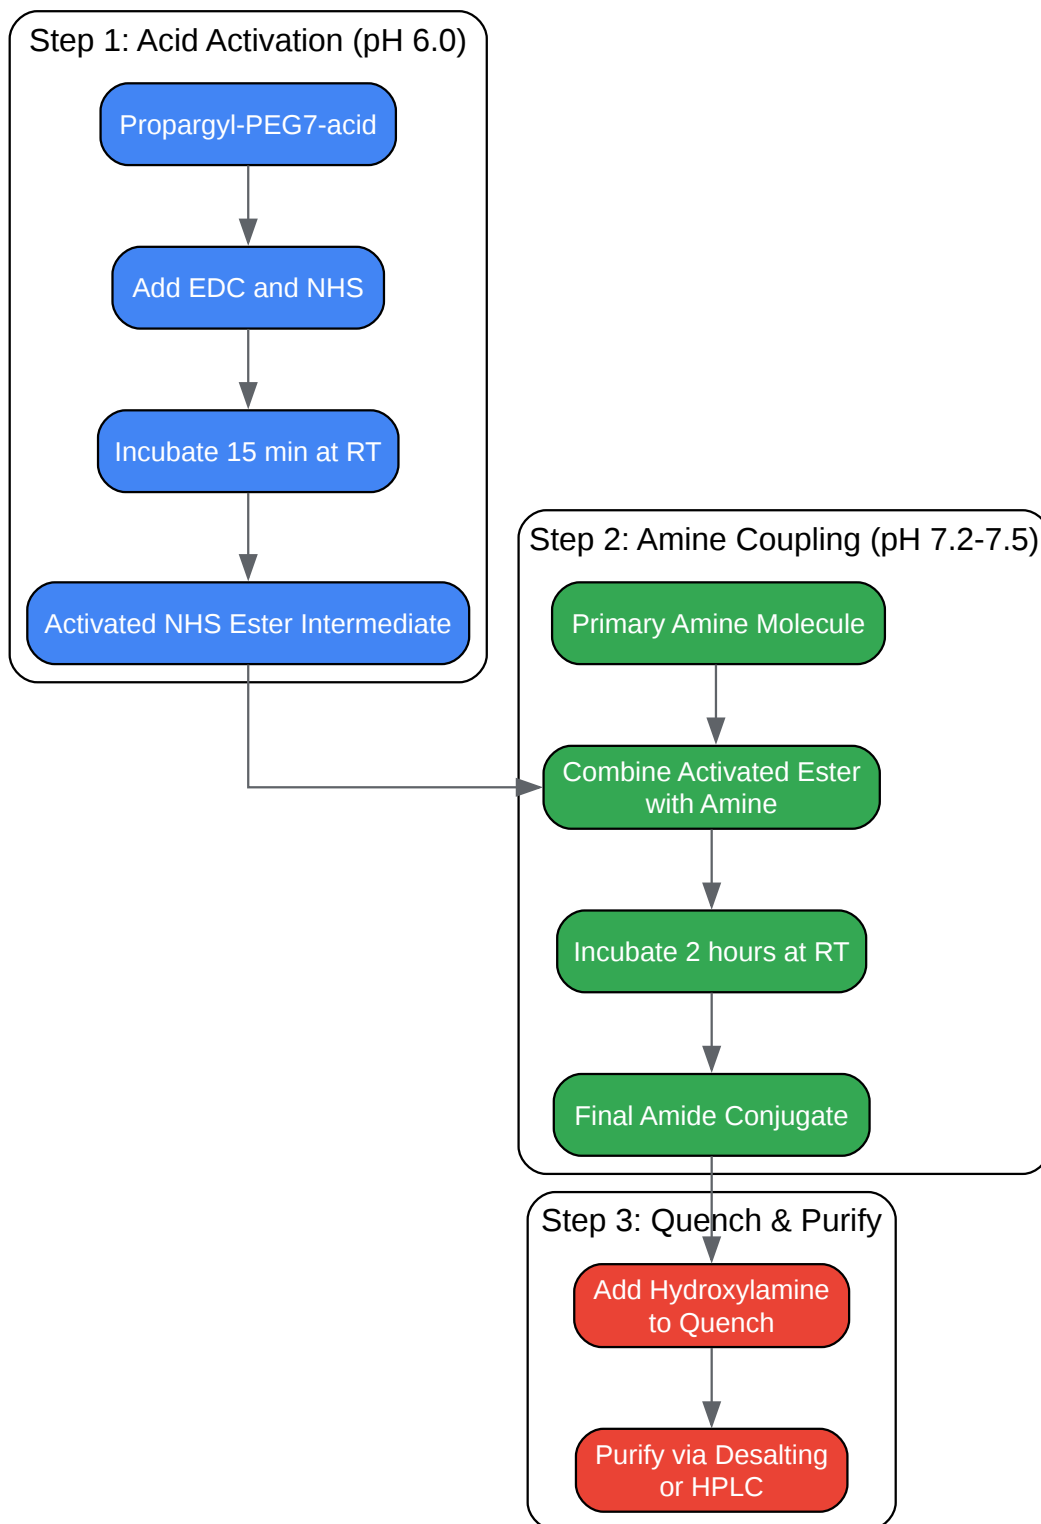 Step 1: Acid Activation (pH 6.0)
Propargyl-PEG7-acid
Add EDC and NHS
Incubate 15 min at RT
Activated NHS Ester Intermediate
Step 2: Amine Coupling (pH 7.2-7.5)
Primary Amine Molecule
Combine Activated Ester
with Amine
Incubate 2 hours at RT
Final Amide Conjugate
Step 3: Quench & Purify
Add Hydroxylamine
to Quench
Purify via Desalting
or HPLC